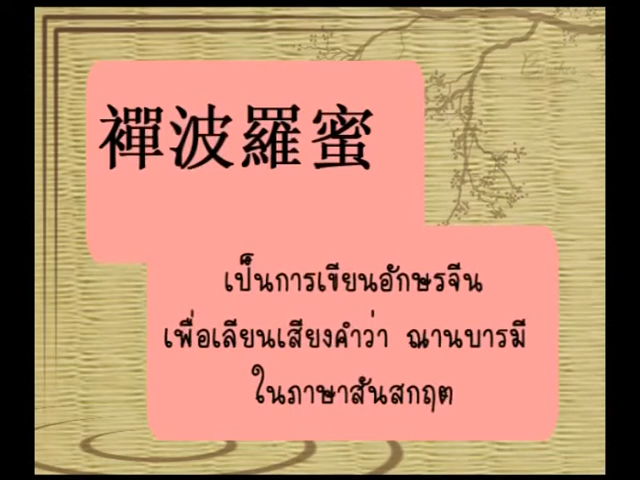 襌波羅蜜
เป็นการเขียนอักษรจีน
เพื่อเลียนเสียงคำว่า ณานบารมี
ในภาษาสันสกฤต